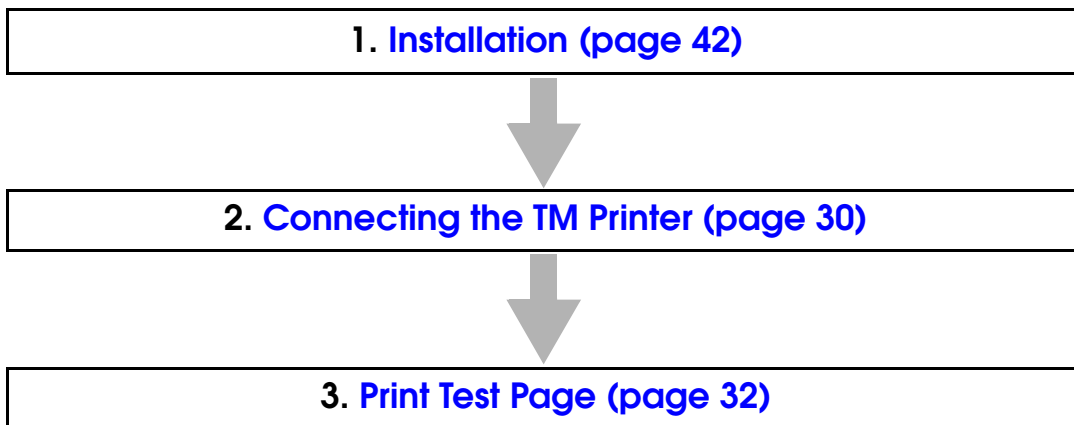 1. Installation (page 42)
2. Connecting the TM Printer (page 30)
3. Print Test Page (page 32)